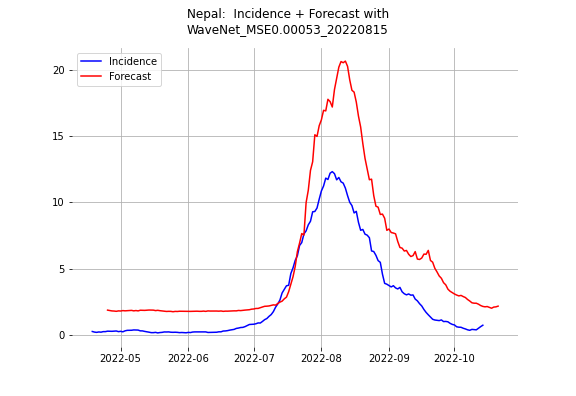 Nepal:  Incidence + Forecast with
WaveNet_MSE0.00053_20220815
Incidence
Forecast
20
15
10
5
0
2022-05 2022-06 2022-07 2022-08 2022-09 2022-10